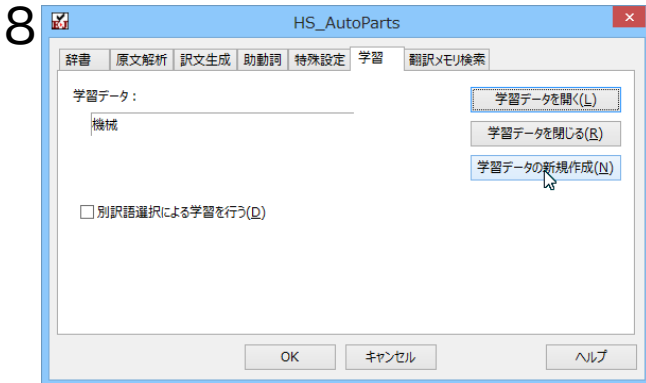 8
HS_AutoParts
辞書 原文解析 訳文生成 助動詞 特殊設定 学習 翻訳メモリ検索
学習データ：
機械
学習データを開く(L)
学習データを閉じる(R)
学習データの新規作成(N)
別訳語選択による学習を行う(D)
OK キャンセル ヘルプ